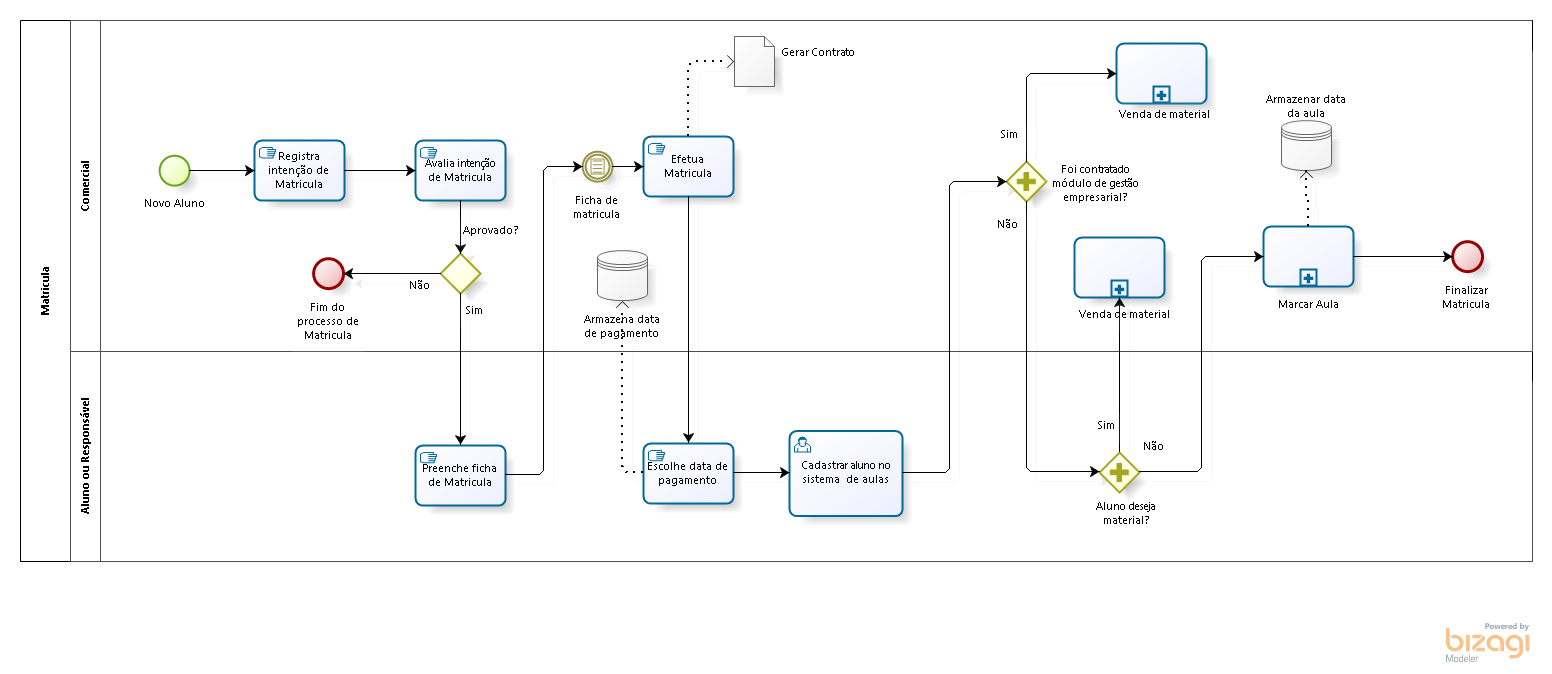 Matricula
Comercial
Aluno ou Responsável
Novo Aluno
Registra
intenção de
Matricula
Avalia intenção
de Matricula
Aprovado?
Não
Sim
Fim do
processo de
Matricula
Preenche ficha
de Matricula
Ficha de
matricula
Efetua
Matricula
Gerar Contrato
Armazena data
de pagamento
Escolhe data de
pagamento
Cadastrar aluno no
sistema de aulas
Foi contratado
módulo de gestão
empresarial?
Sim
Não
Venda de material
Venda de material
Sim
Não
Aluno deseja
material?
Armazenar data
da aula
Marcar Aula
Finalizar
Matricula
Powered by
bizagi
Modeler